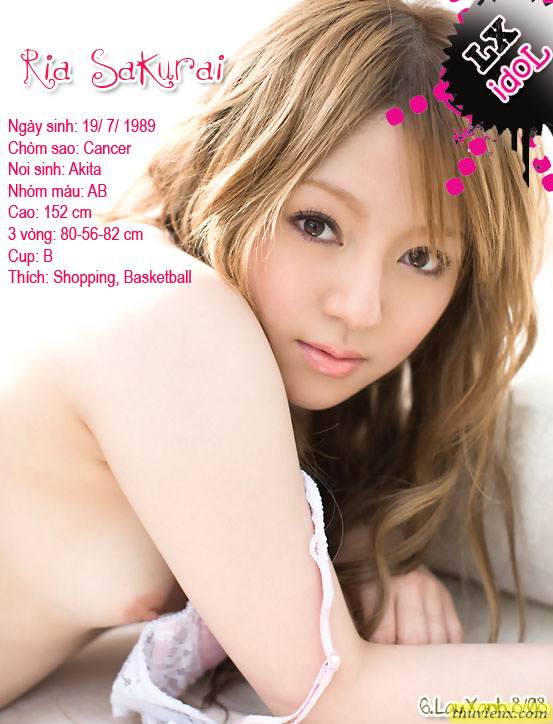 Ria Sakurai
LX
idoL
Ngày sinh: 19/ 7/ 1989
Chòm sao: Cancer
Nơi sinh: Akita
Nhóm máu: AB
Cao: 152 cm
3 vòng: 80-56-82 cm
Cup: B
Thích: Shopping, Basketball
thuvienx.com